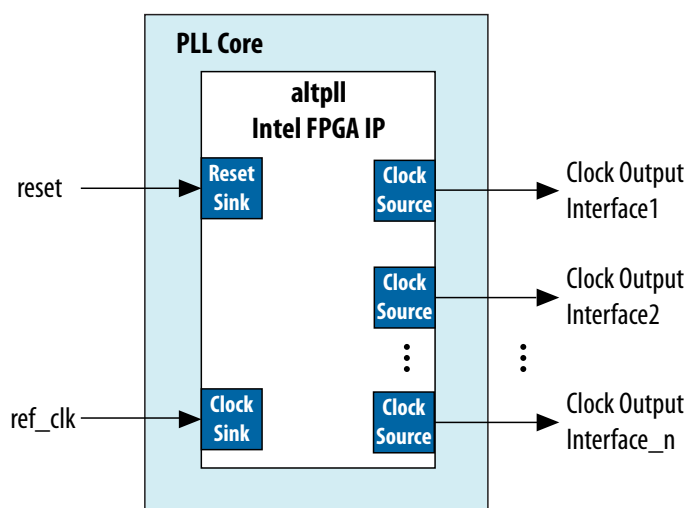 PLL Core
altpll
Intel FPGA IP
reset
Reset
Sink
Clock
Source
Clock Output
Interface1
Clock
Source
Clock Output
Interface2
ref_clk
Clock
Sink
Clock
Source
Clock Output
Interface_n